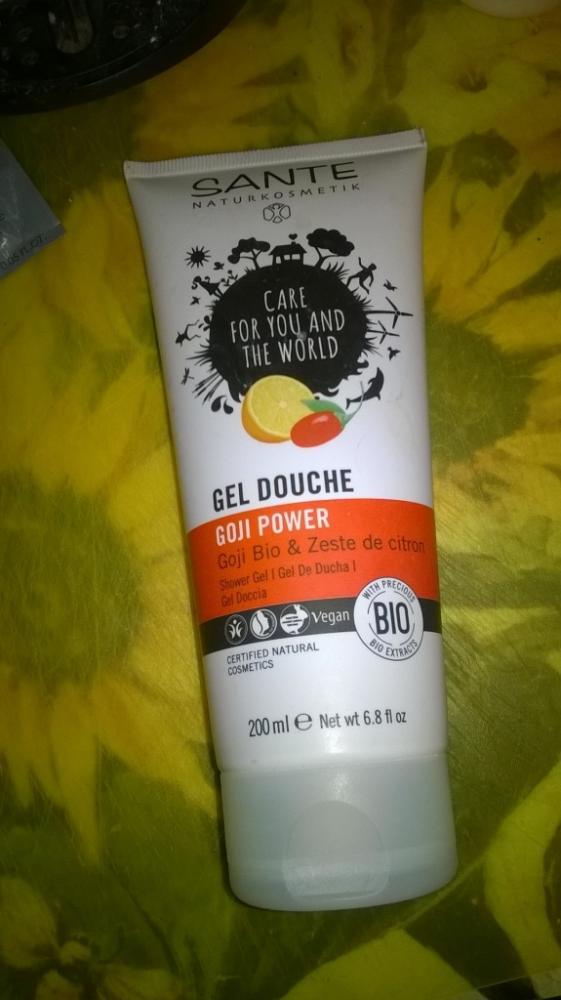 SANTE
NATURKOSMETIK
CARE
FOR YOU AND
THE WORLD
GEL DOUCHE
GOJI POWER
Goji Bio & Zeste de citron
Shower Gel | Gel De Ducha |
Gel Doccia
Vegan
WITH PRECIOUS
BIO
BIO EXTRACTS
CERTIFIED NATURAL
COSMETICS
200 ml e Net wt 6.8 fl oz